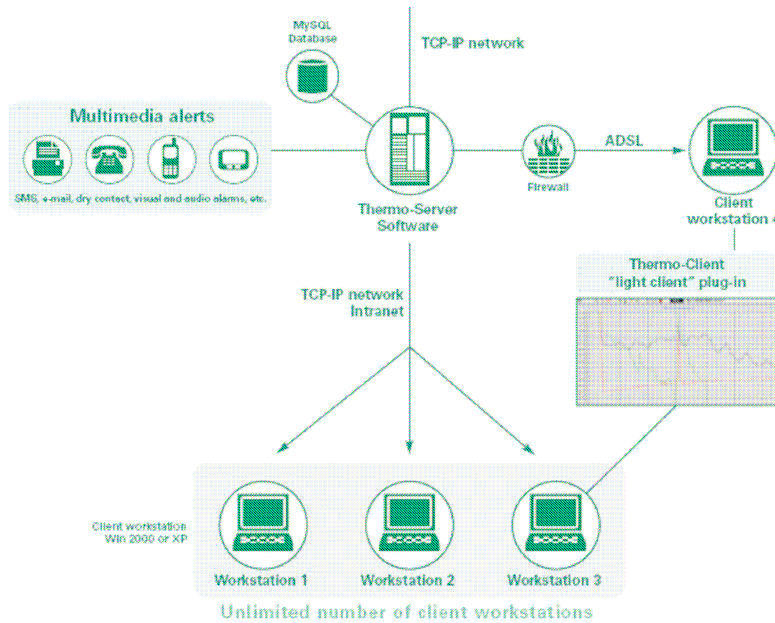 MySQL
Database
TCP-IP network
Multimedia alerts
SMS, e-mail, dry contact, visual and audio alarms, etc.
Thermo-Server
Software
Firewall
ADSL
Client
workstation 4
Thermo-Client
"light client" plug-in
TCP-IP network
Intranet
Client workstation
Win 2000 or XP
Workstation 1
Workstation 2
Workstation 3
Unlimited number of client workstations